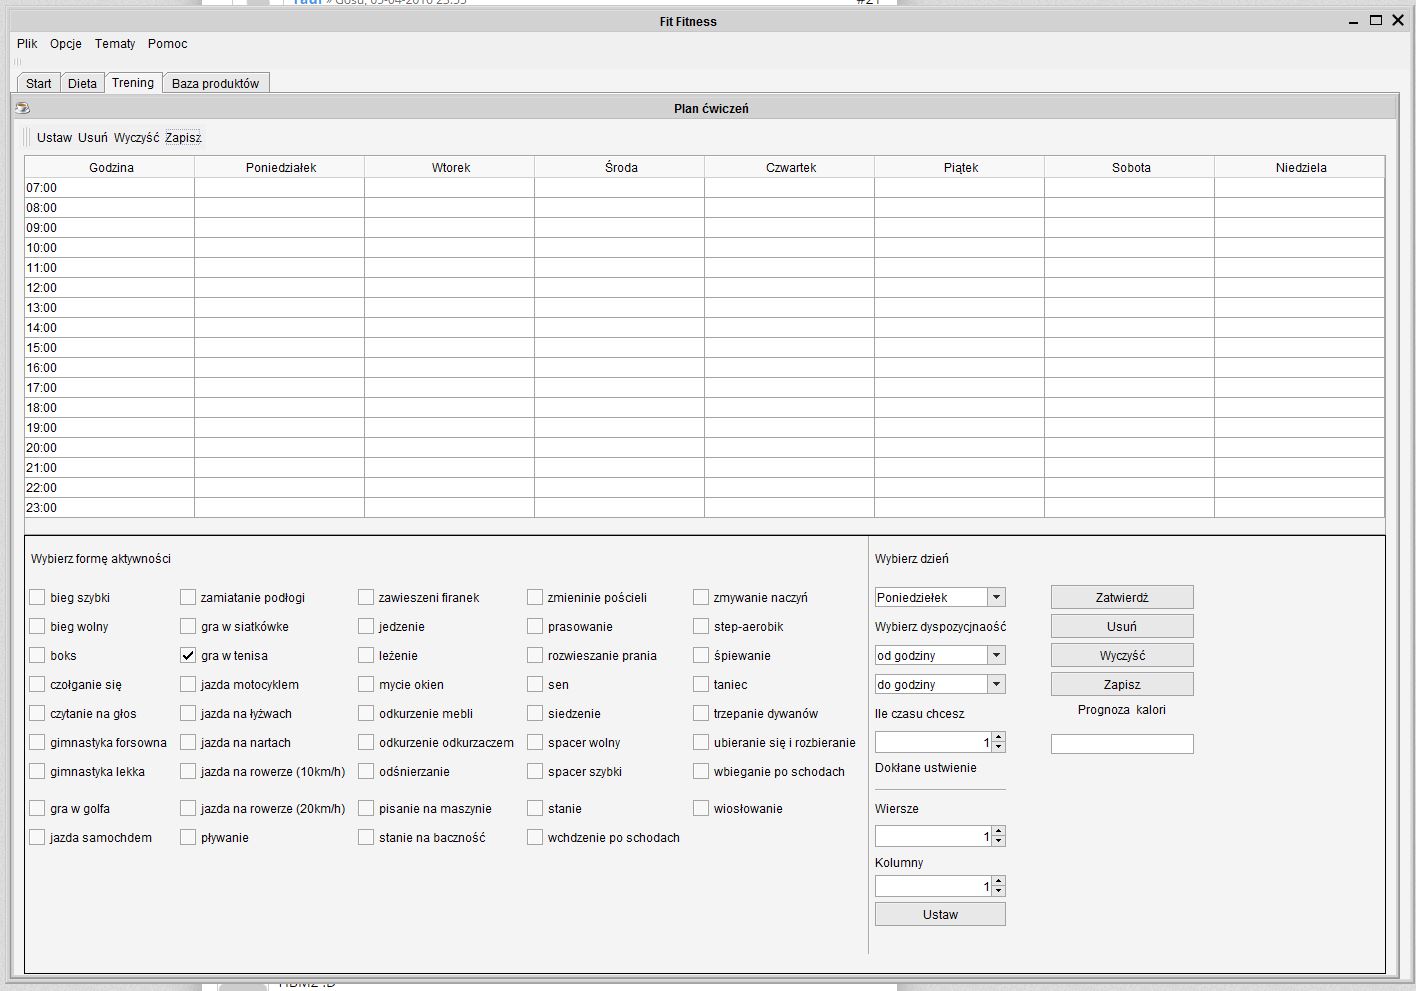 Fit Fitness
Plik Opcje Tematy Pomoc
Start Dieta Trening Baza produktów
Plan ćwiczeń
Ustaw Usuń Wyczyść Zapisz
Godzina Poniedziałek Wtorek Środa Czwartek Piątek Sobota Niedziela
07:00
08:00
09:00
10:00
11:00
12:00
13:00
14:00
15:00
16:00
17:00
18:00
19:00
20:00
21:00
22:00
23:00
Wybierz formę aktywności
bieg szybki zamiatanie podłogi zawieszeni firanek zmieninie pościeli zmywanie naczyń
bieg wolny gra w siatkówke jedzenie prasowanie step-aerobik
boks gra w tenisa leżenie rozwieszanie prania śpiewanie
czołganie się jazda motocyklem mycie okien sen taniec
czytanie na głos jazda na łyżwach odkurzenie mebli siedzenie trzepanie dywanów
gimnastyka forsowna jazda na nartach odkurzenie odkurzaczem spacer wolny ubieranie się i rozbieranie
gimnastyka lekka jazda na rowerze (10km/h) odśnierzanie spacer szybki wbieganie po schodach
gra w golfa jazda na rowerze (20km/h) pisanie na maszynie stanie wiosłowanie
jazda samochdem pływanie stanie na baczność wchdzenie po schodach
Wybierz dzień
Poniedziełek Zatwierdż
Wybierz dyspozycjnaość Usuń
od godziny Wyczyść
do godziny Zapisz
Ile czasu chcesz Prognoza kalori
1
Dokłane ustwienie
Wiersze
1
Kolumny
1
Ustaw